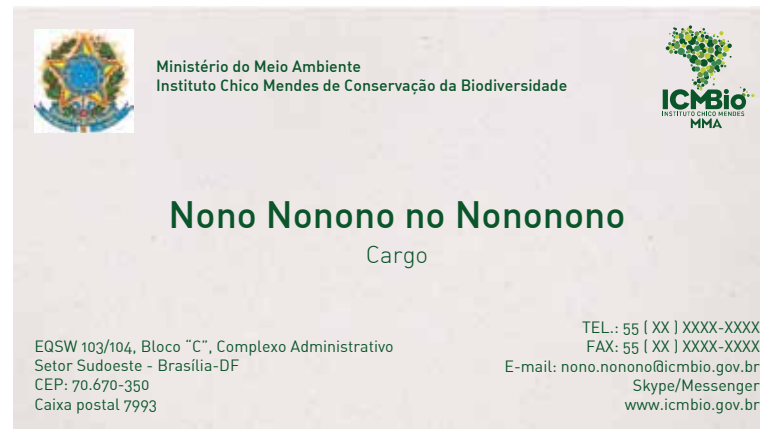 Ministério do Meio Ambiente
Instituto Chico Mendes de Conservação da Biodiversidade
ICMBio
INSTITUTO CHICO MENDES
MMA
Nono Nonono no Nononono
Cargo
EQSW 103/104, Bloco “C”, Complexo Administrativo
Setor Sudoeste - Brasília-DF
CEP: 70.670-350
Caixa postal 7993
TEL.: 55 ( XX ) XXXX-XXXX
FAX: 55 ( XX ) XXXX-XXXX
E-mail: nono.nonono@icmbio.gov.br
Skype/Messenger
www.icmbio.gov.br